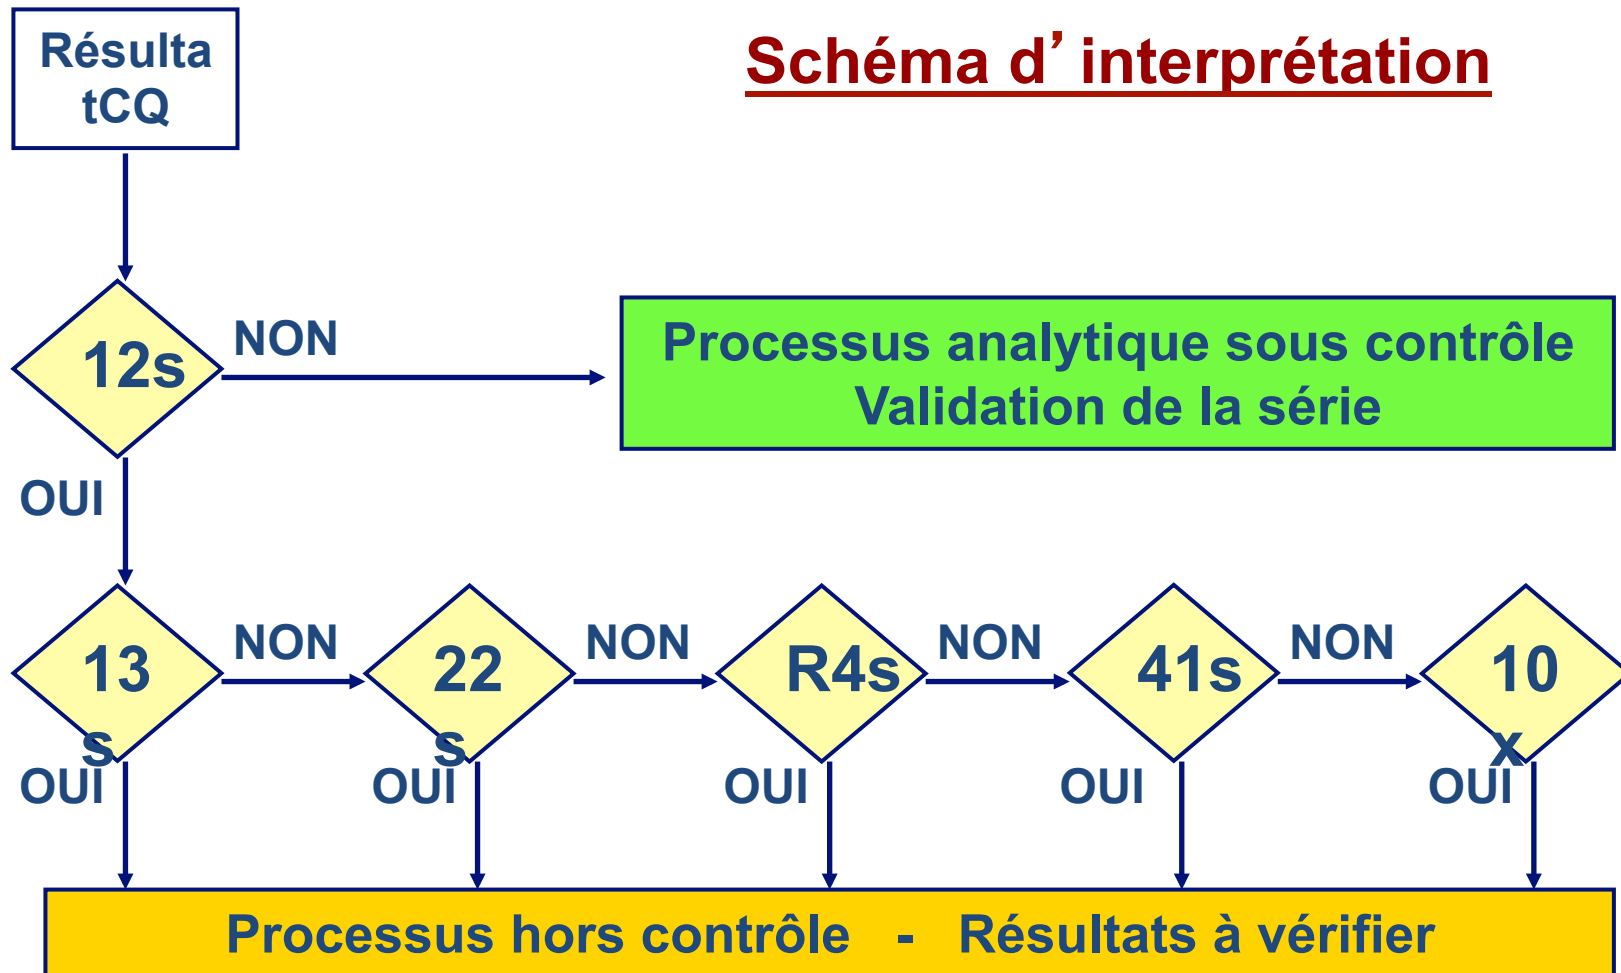 Résulta
tCQ
Schéma d’ interprétation
12s
NON
Processus analytique sous contrôle
Validation de la série
OUI
13
s
NON
22
s
NON
R4s
NON
41s
NON
10
x
OUI
OUI
OUI
OUI
OUI
Processus hors contrôle - Résultats à vérifier